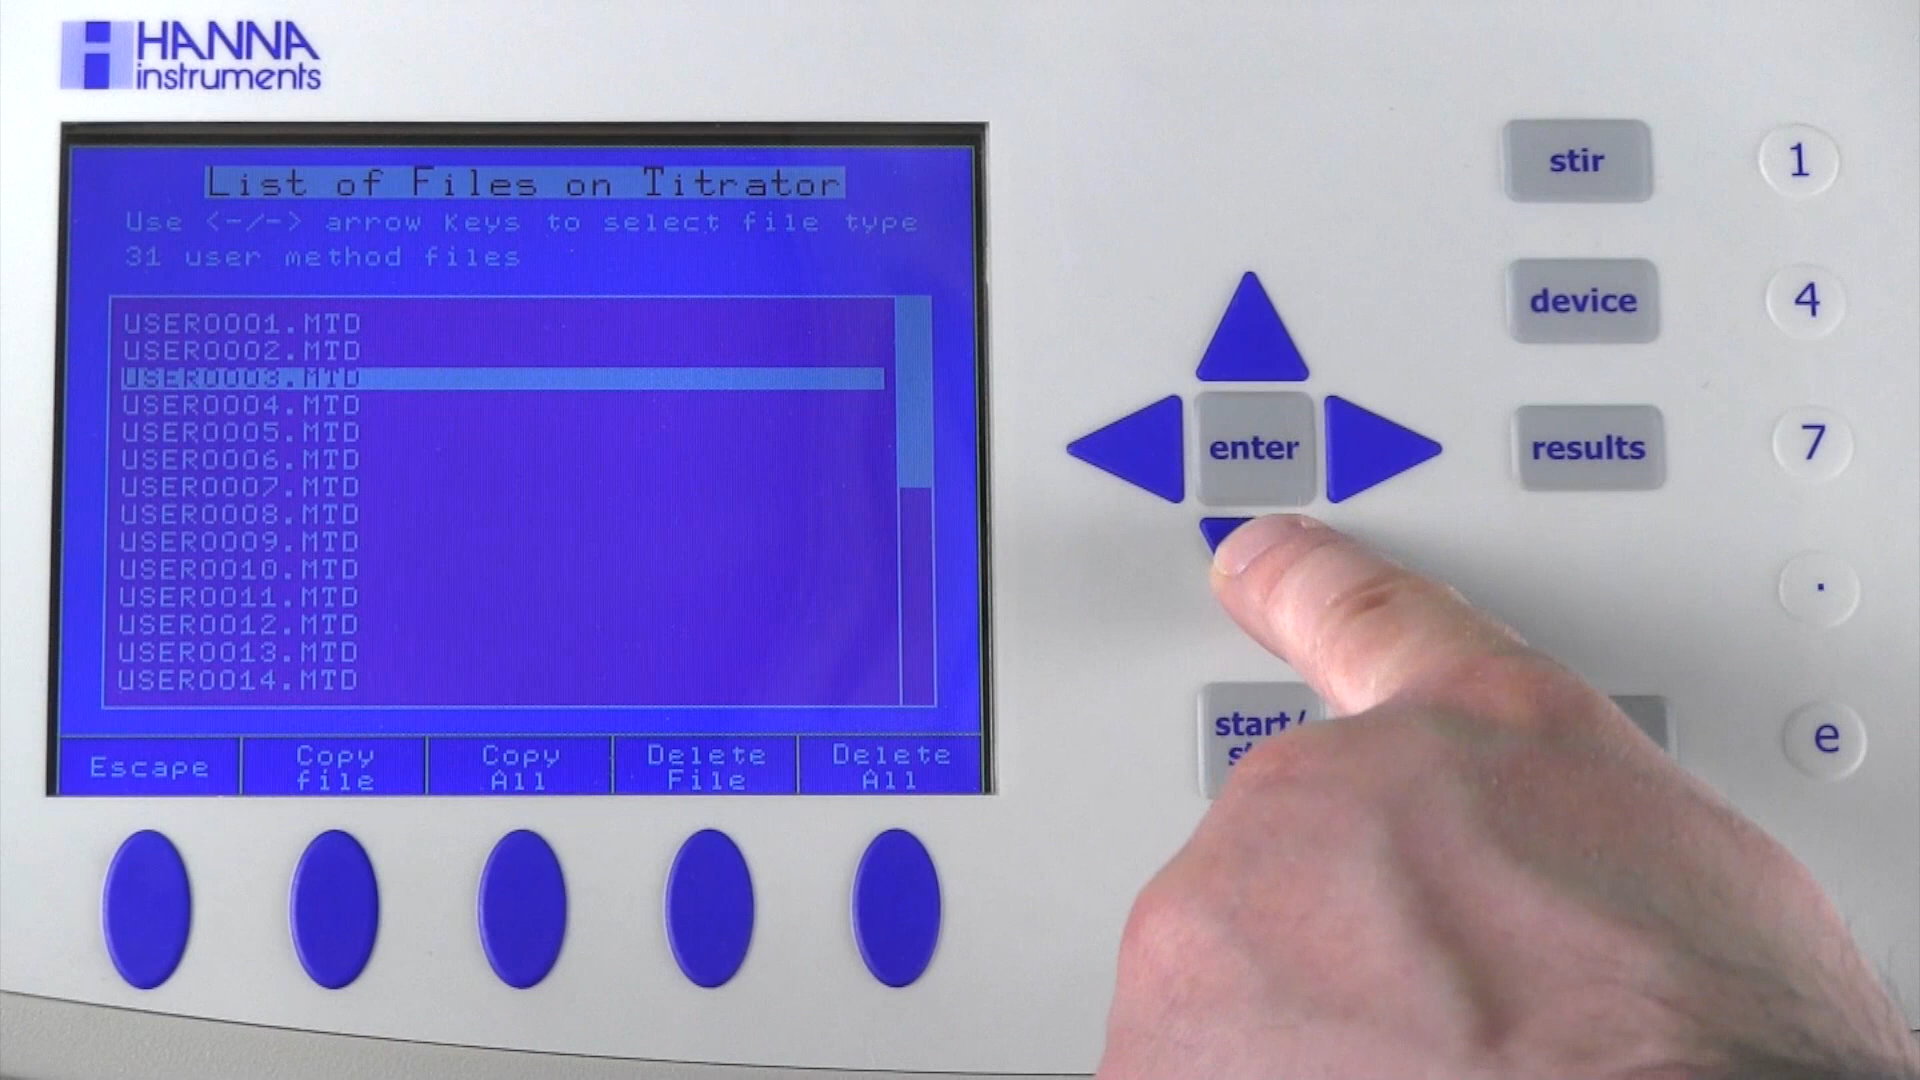 HANNA
instruments
List of Files on Titrator
Use <-/-> arrow keys to select file type
31 user method files
USER0001.MTD
USER0002.MTD
USER0003.MTD
USER0004.MTD
USER0005.MTD
USER0006.MTD
USER0007.MTD
USER0008.MTD
USER0009.MTD
USER0010.MTD
USER0011.MTD
USER0012.MTD
USER0013.MTD
USER0014.MTD
Escape
Copy
file
Copy
All
Delete
File
Delete
All
enter
start/
stir
device
results
1
4
7
.
e